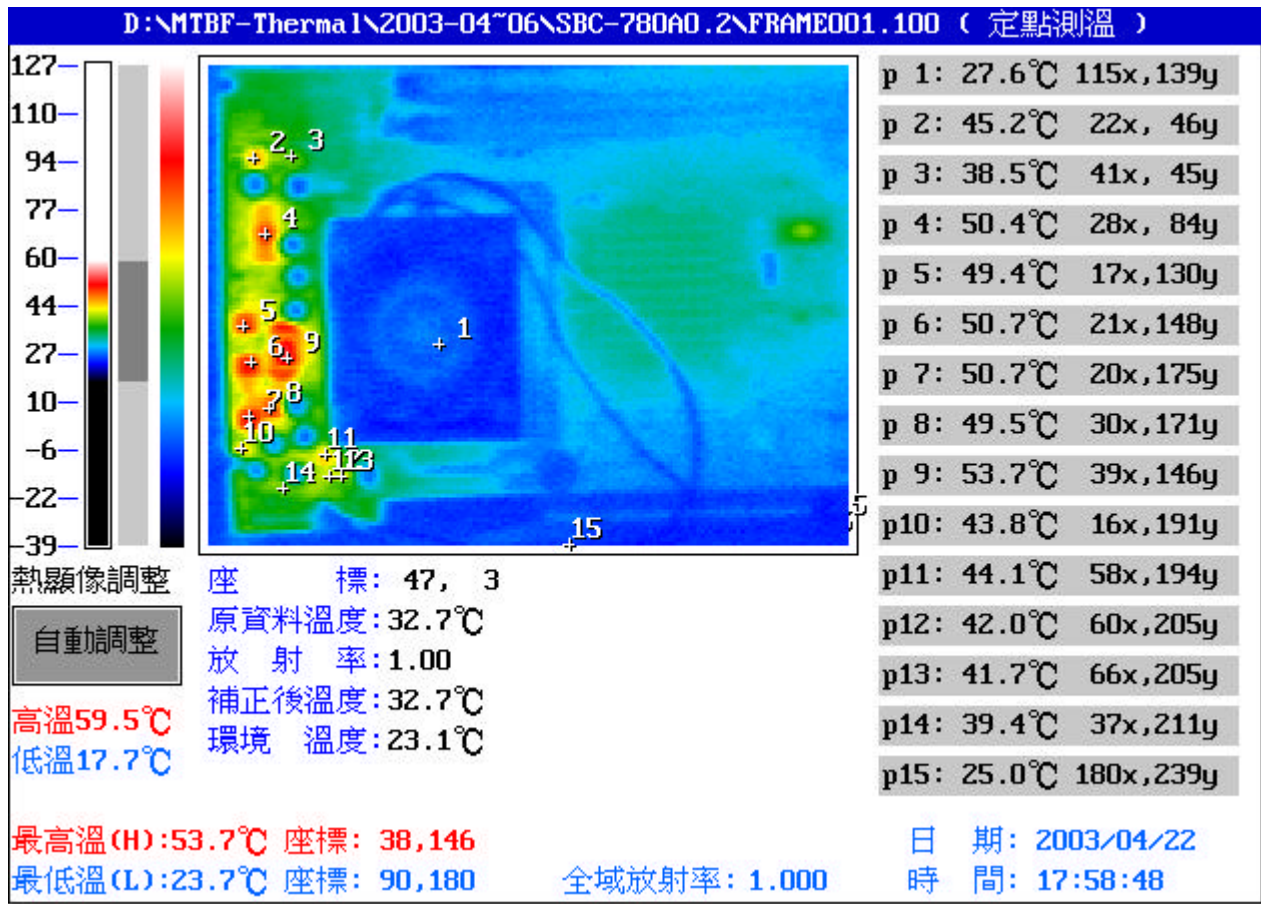 D:\MTBF-Thermal\2003-04~06\SBC-780A0.2\FRAME001.100 ( 定點測溫 )
127
110
94
77
60
44
27
10
-6
-22
-39
2
3
4
5
6
9
1
7
8
10
11
12
13
14
15
5
p 1: 27.6℃ 115x,139y
p 2: 45.2℃ 22x, 46y
p 3: 38.5℃ 41x, 45y
p 4: 50.4℃ 28x, 84y
p 5: 49.4℃ 17x,130y
p 6: 50.7℃ 21x,148y
p 7: 50.7℃ 20x,175y
p 8: 49.5℃ 30x,171y
p 9: 53.7℃ 39x,146y
p10: 43.8℃ 16x,191y
p11: 44.1℃ 58x,194y
p12: 42.0℃ 60x,205y
p13: 41.7℃ 66x,205y
p14: 39.4℃ 37x,211y
p15: 25.0℃ 180x,239y
熱顯像調整
自動調整
高溫59.5℃
低溫17.7℃
座 標: 47, 3
原資料溫度:32.7℃
放 射 率:1.00
補正後溫度:32.7℃
環境 溫度:23.1℃
最高溫(H):53.7℃ 座標: 38,146
最低溫(L):23.7℃ 座標: 90,180
全域放射率: 1.000
日 期: 2003/04/22
時 間: 17:58:48